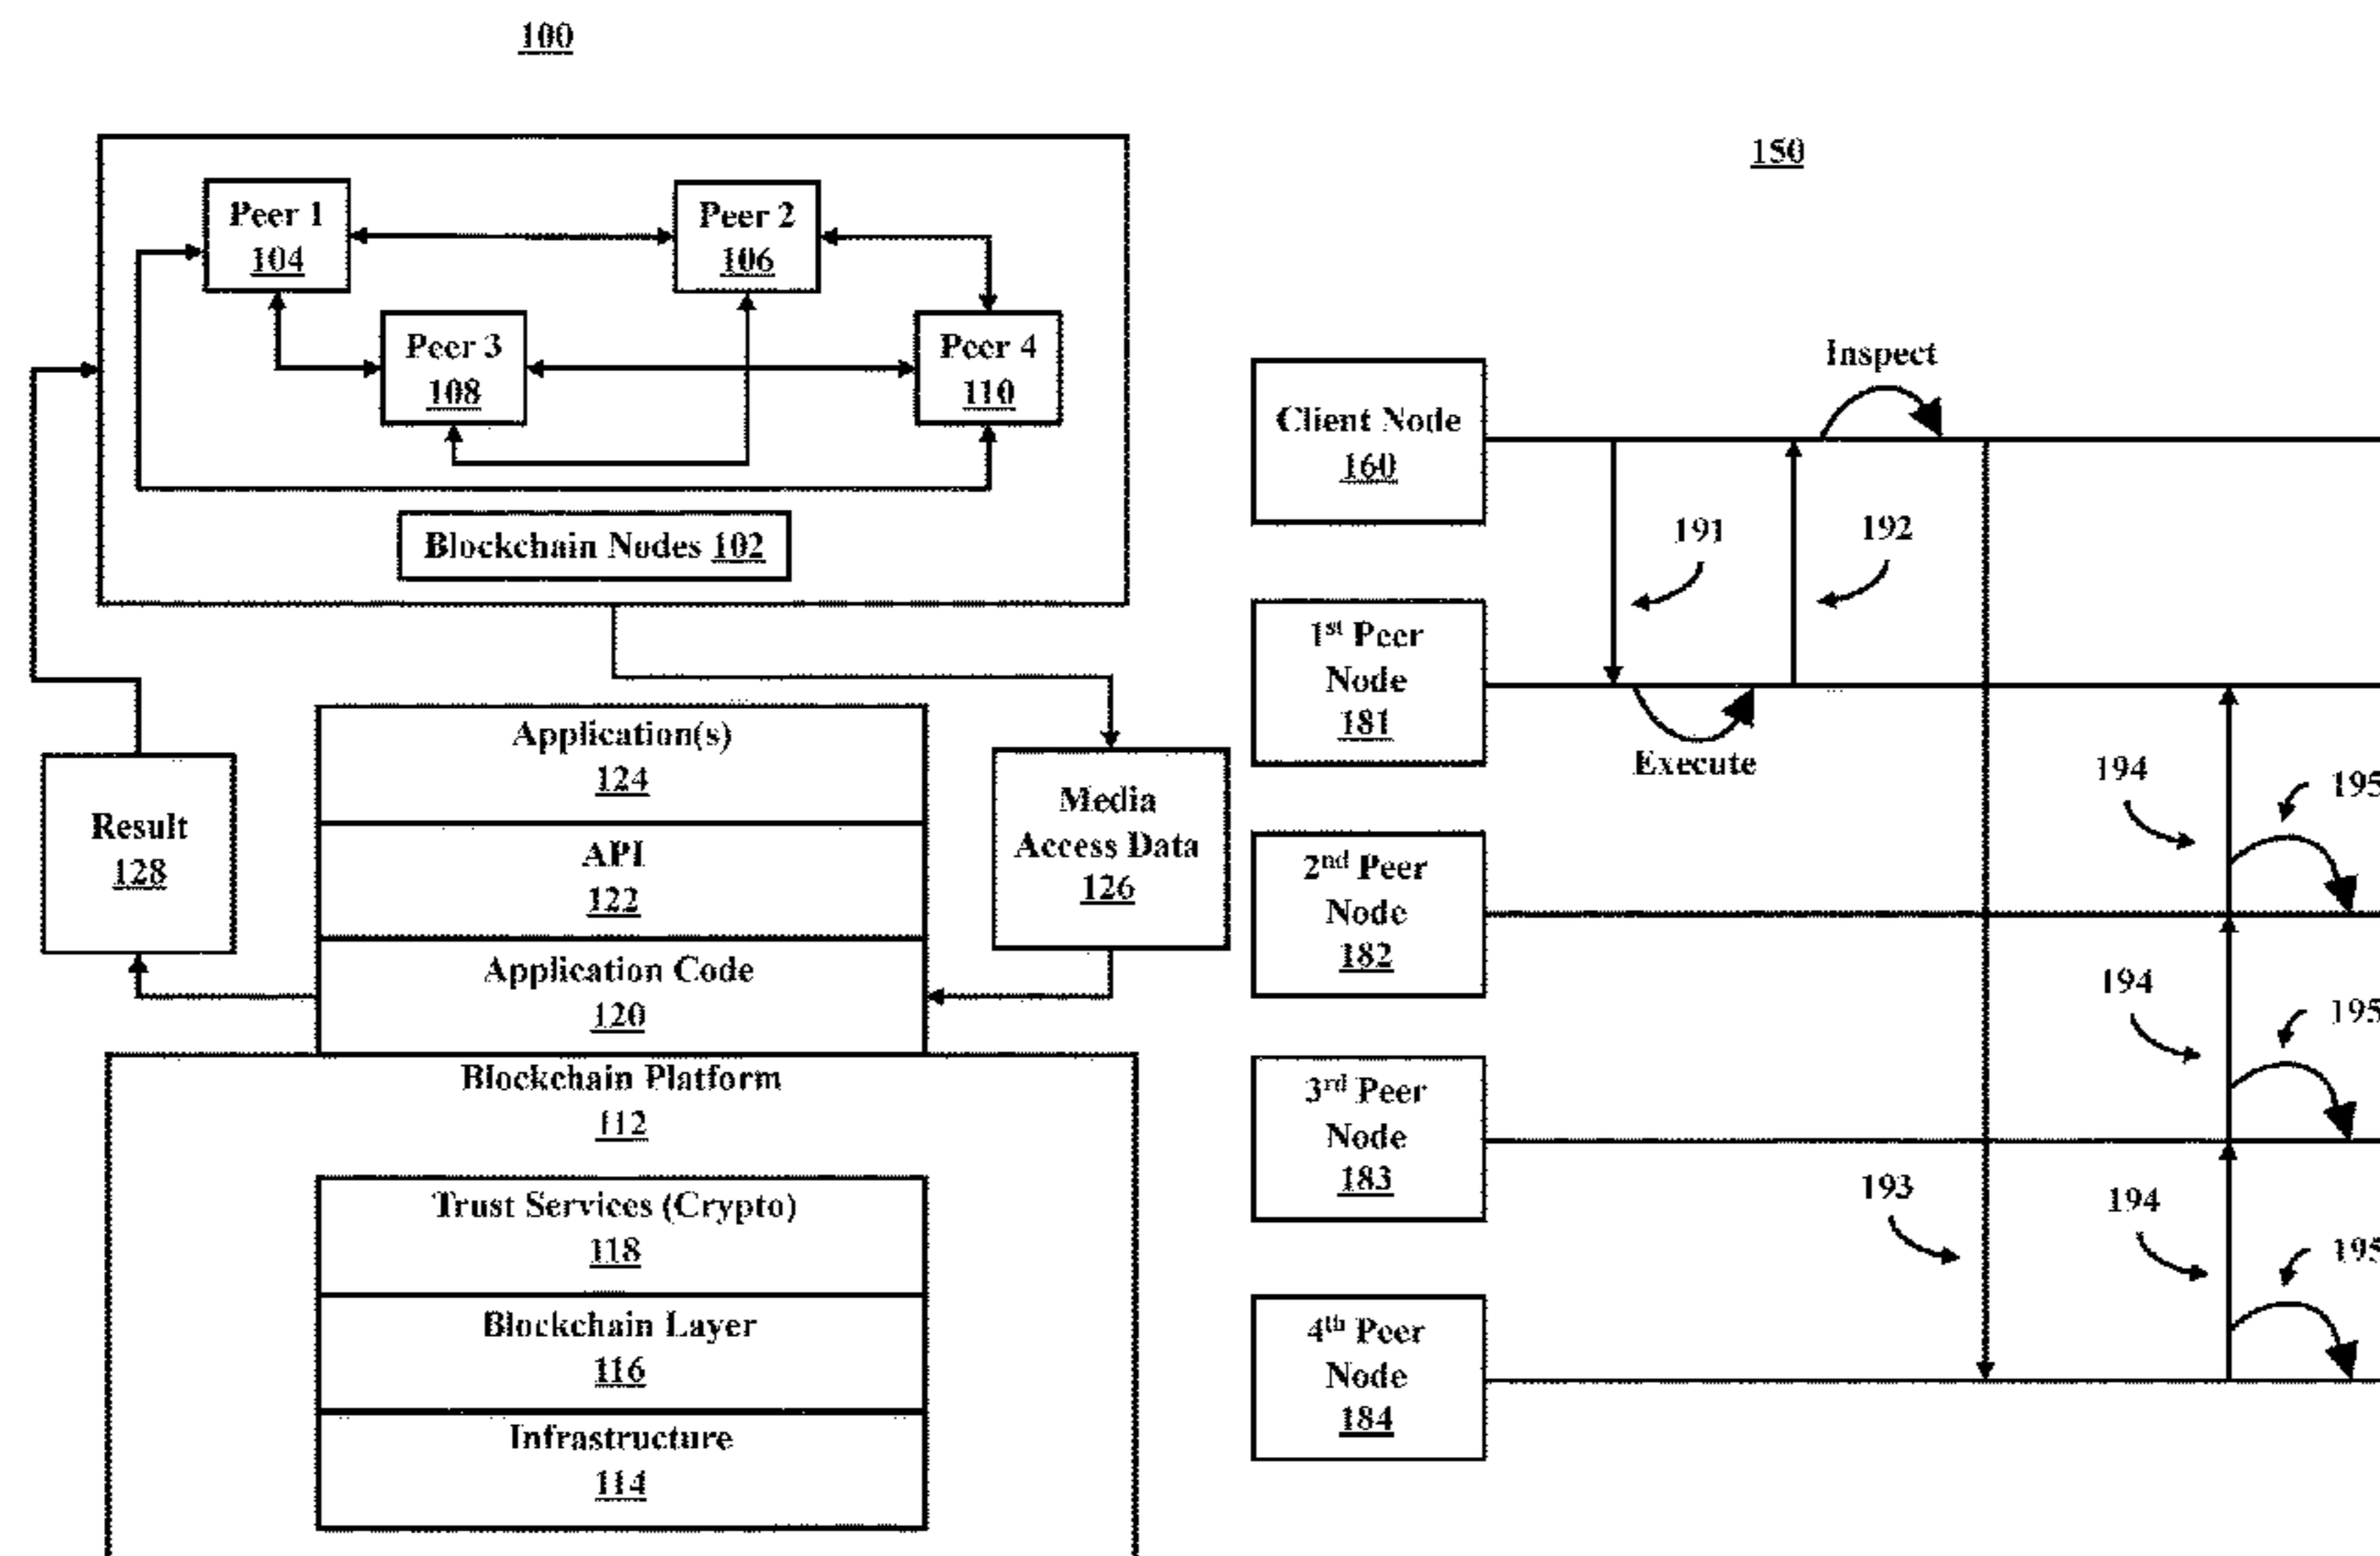 100
Peer 1
104
Peer 2
106
Peer 3
108
Peer 4
110
Blockchain Nodes 102
Result
128
Application(s)
124
API
122
Application Code
120
Media
Access Data
126
Blockchain Platform
112
Trust Services (Crypto)
118
Blockchain Layer
116
Infrastructure
114
150
Client Node
160
Inspect
191
192
1st Peer
Node
181
Execute
2nd Peer
Node
182
194
195
3rd Peer
Node
183
194
195
4th Peer
Node
184
193
194
195